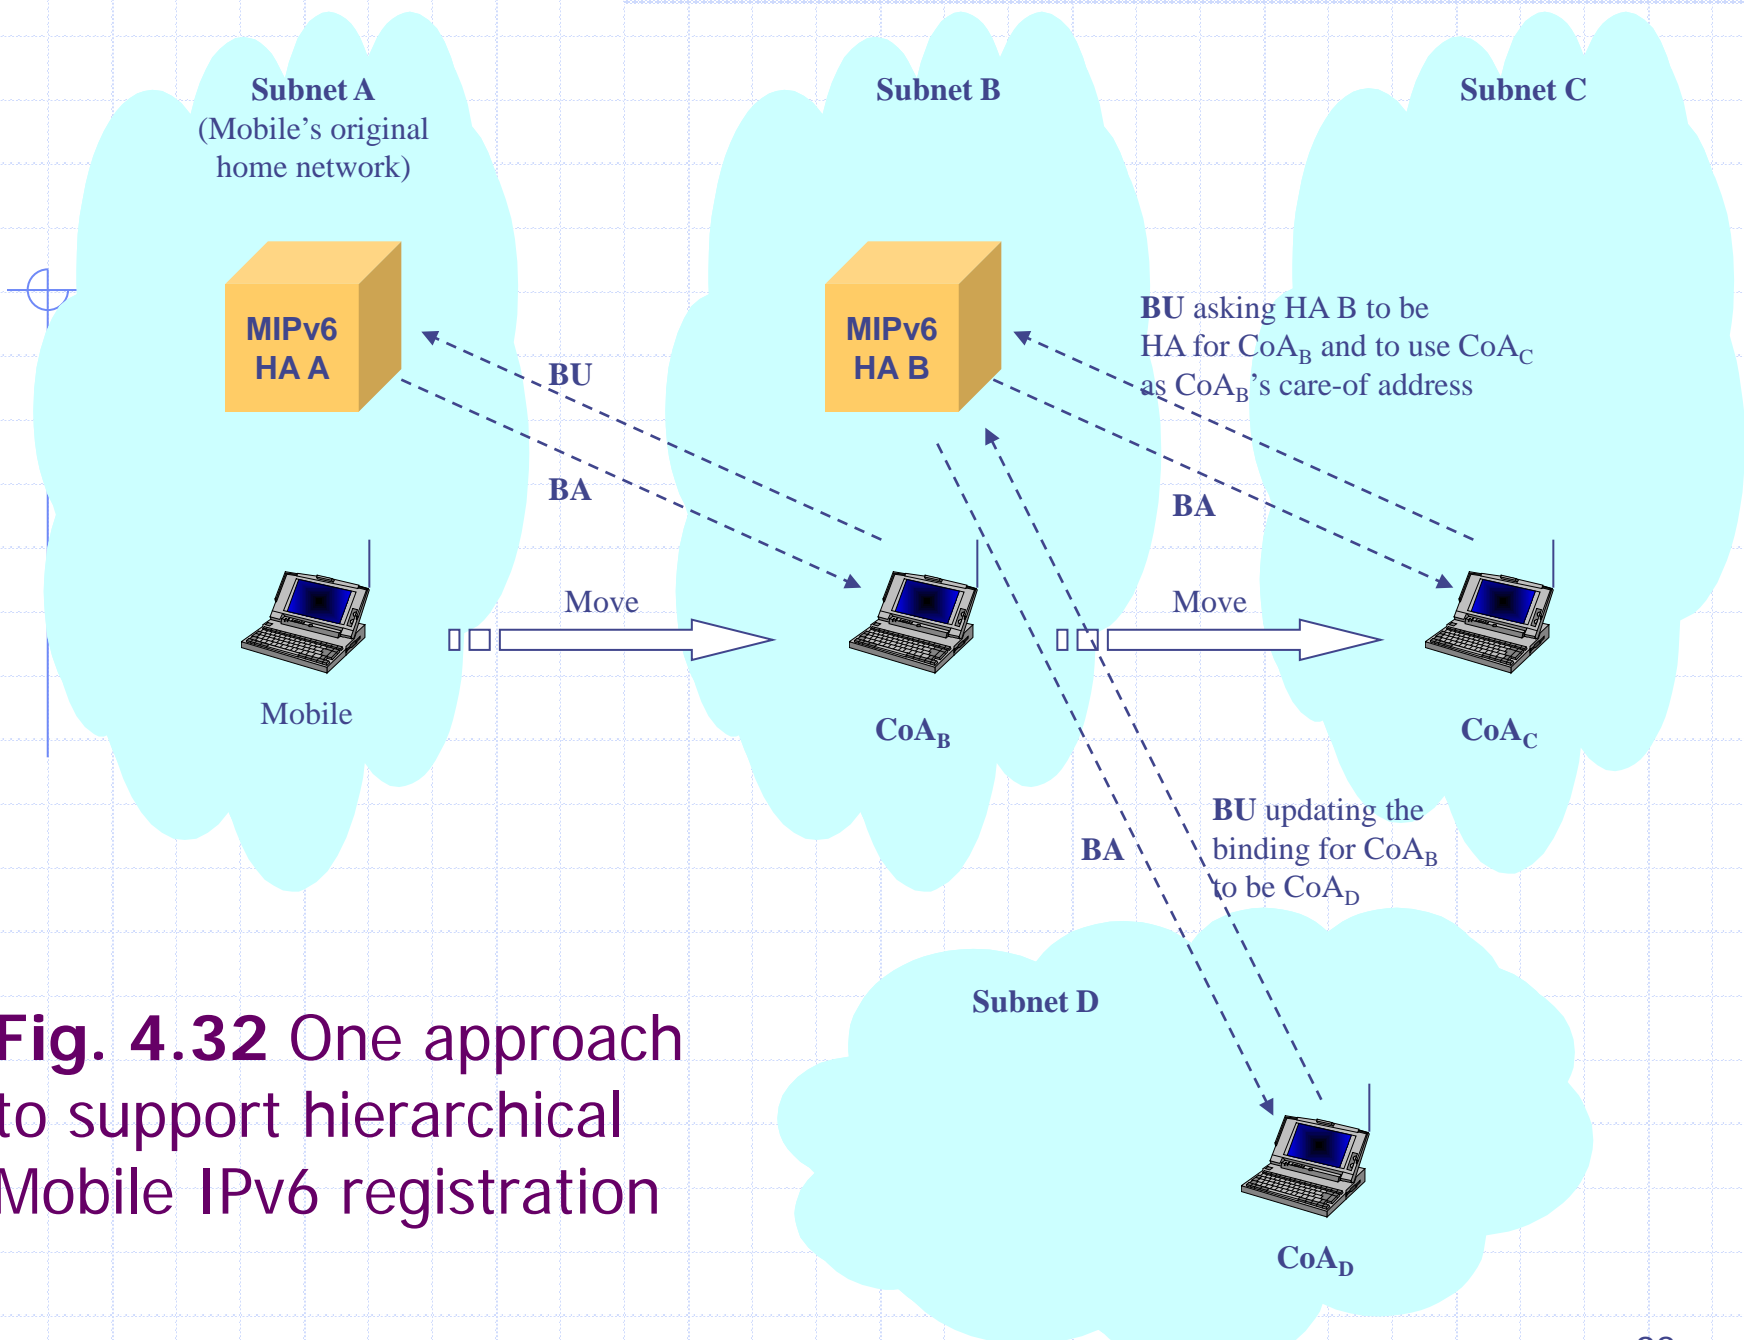 Subnet A
(Mobile's original
home network)
Subnet B
Subnet C
MIPv6
HA A
MIPv6
HA B
BU
BA
BU asking HA B to be
HA for CoAB and to use CoAC
as CoAB's care-of address
BA
Move
Move
Mobile
CoAB
CoAC
BA
BU updating the
binding for CoAB
to be CoAD
Subnet D
CoAD
Fig. 4.32 One approach
to support hierarchical
Mobile IPv6 registration